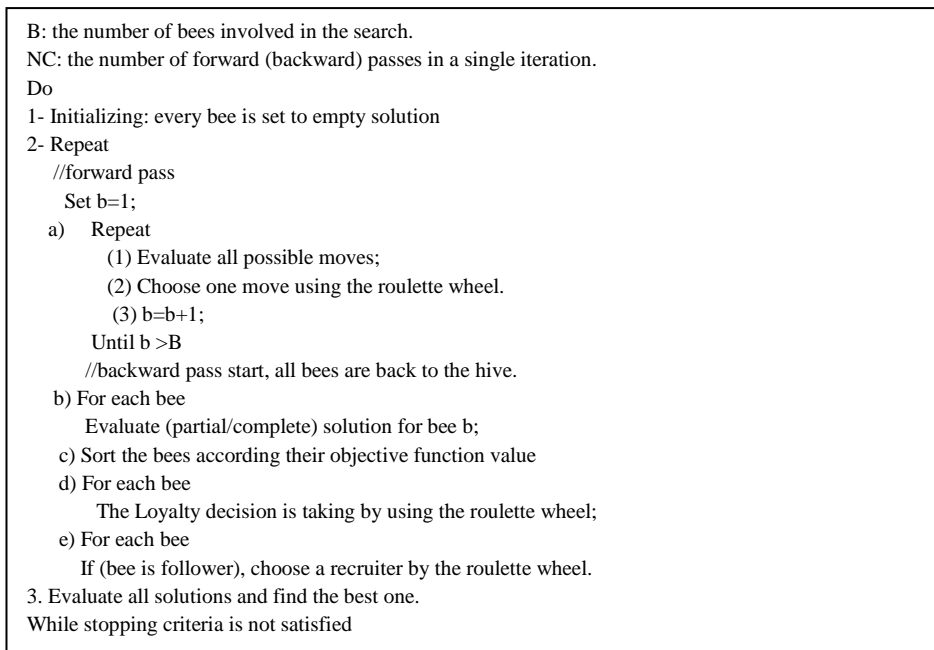 B: the number of bees involved in the search.
NC: the number of forward (backward) passes in a single iteration.
Do
1- Initializing: every bee is set to empty solution
2- Repeat
//forward pass
Set b=1;
a) Repeat
(1) Evaluate all possible moves;
(2) Choose one move using the roulette wheel.
(3) b=b+1;
Until b >B
//backward pass start, all bees are back to the hive.
b) For each bee
Evaluate (partial/complete) solution for bee b;
c) Sort the bees according their objective function value
d) For each bee
The Loyalty decision is taking by using the roulette wheel;
e) For each bee
If (bee is follower), choose a recruiter by the roulette wheel.
3. Evaluate all solutions and find the best one.
While stopping criteria is not satisfied